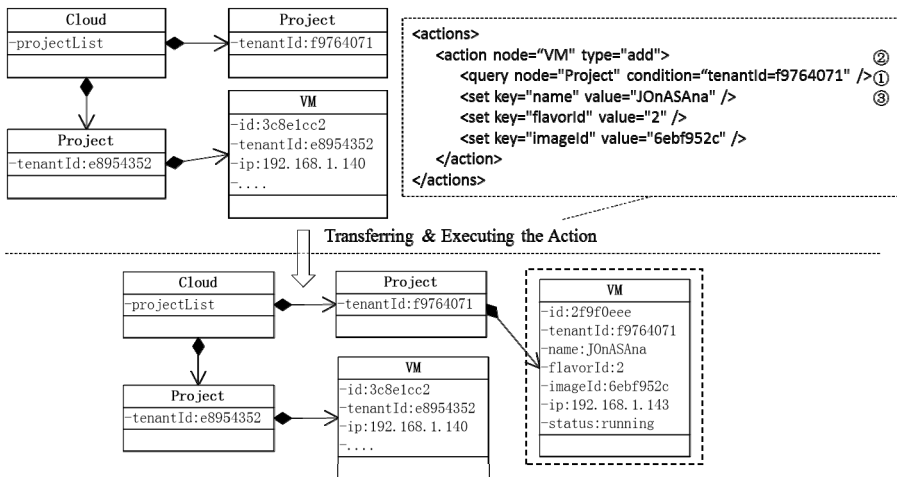 Cloud
-projectList
Project
-tenantId:f9764071
Project
-tenantId:e8954352
VM
-id:3c8e1cc2
-tenantId:e8954352
-ip:192.168.1.140
-....
<actions>
<action node=“VM" type="add"> ②
<query node="Project" condition=“tenantId=f9764071" /> ①
<set key="name" value="JOnASAna" /> ③
<set key="flavorId" value="2" />
<set key="imageId" value="6ebf952c" />
</action>
</actions>
Transferring & Executing the Action
Cloud
-projectList
Project
-tenantId:f9764071
VM
-id:2f9f0eee
-tenantId:f9764071
-name:JOnASAna
-flavorId:2
-imageId:6ebf952c
-ip:192.168.1.143
-status:running
Project
-tenantId:e8954352
VM
-id:3c8e1cc2
-tenantId:e8954352
-ip:192.168.1.140
-....